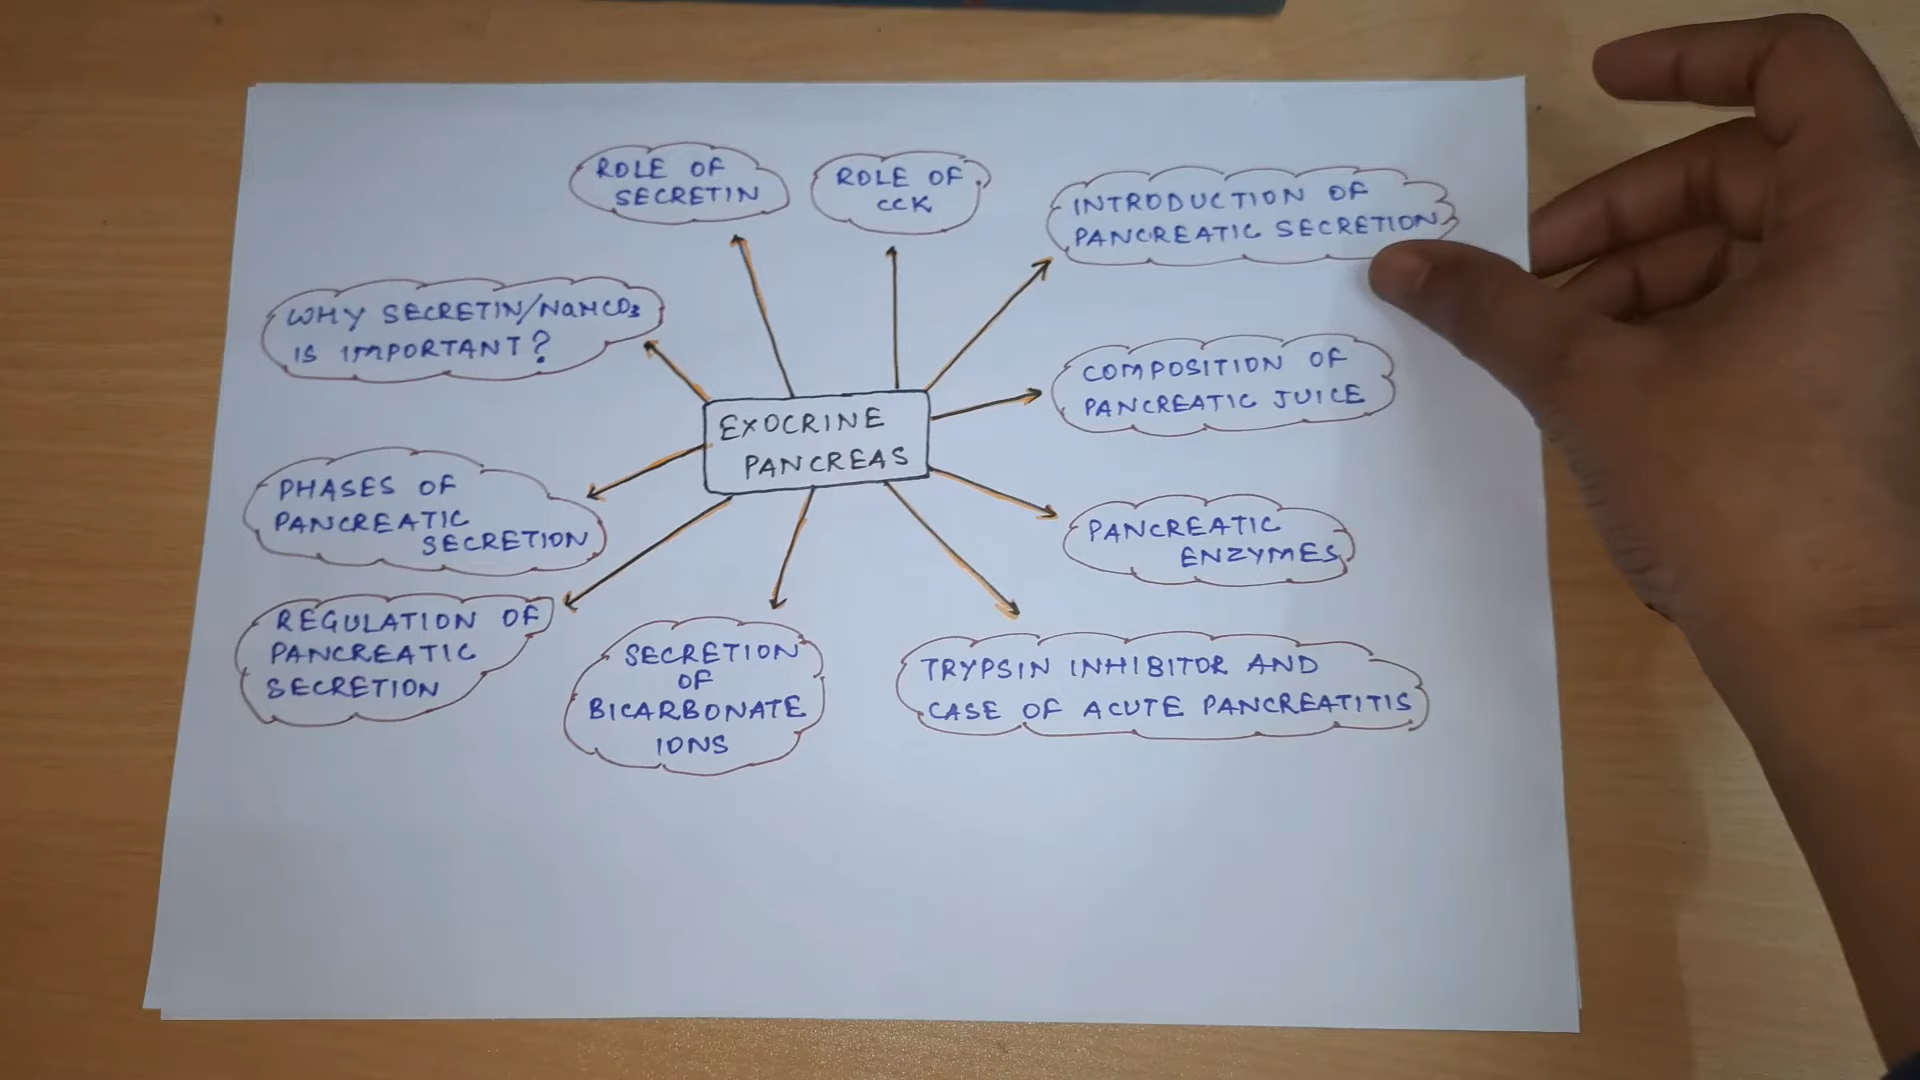 ROLE OF
SECRETIN
ROLE OF
CCK
INTRODUCTION OF
PANCREATIC SECRETION
WHY SECRETIN/NaHCO3
IS IMPORTANT?
COMPOSITION OF
PANCREATIC JUICE
EXOCRINE
PANCREAS
PHASES OF
PANCREATIC
SECRETION
PANCREATIC
ENZYMES
REGULATION OF
PANCREATIC
SECRETION
SECRETION
OF
BICARBONATE
IONS
TRYPSIN INHIBITOR AND
CASE OF ACUTE PANCREATITIS